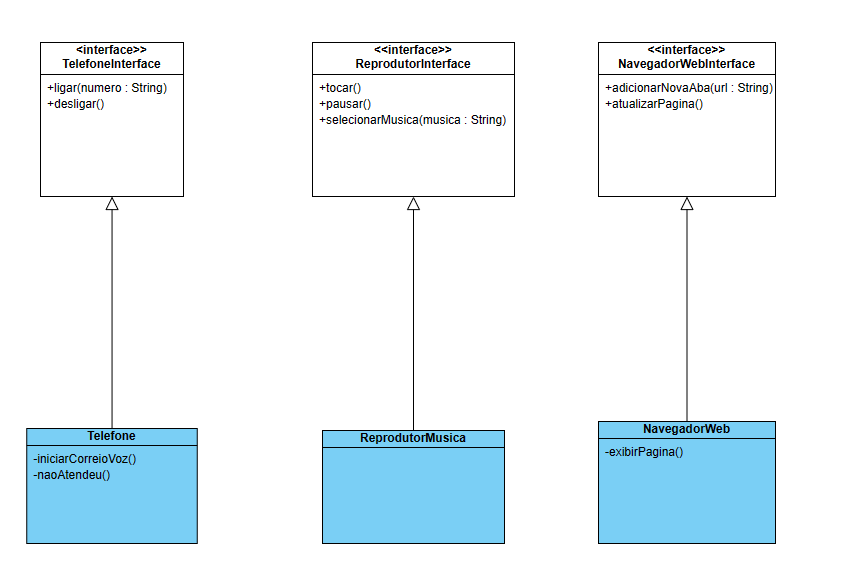 <interface>>
TelefoneInterface
+ligar(numero : String)
+desligar()
<<interface>>
ReprodutorInterface
+tocar()
+pausar()
+selecionarMusica(musica : String)
<<interface>>
NavegadorWebInterface
+adicionarNovaAba(url : String)
+atualizarPagina()
Telefone
-iniciarCorreioVoz()
-naoAtendeu()
ReprodutorMusica
NavegadorWeb
-exibirPagina()